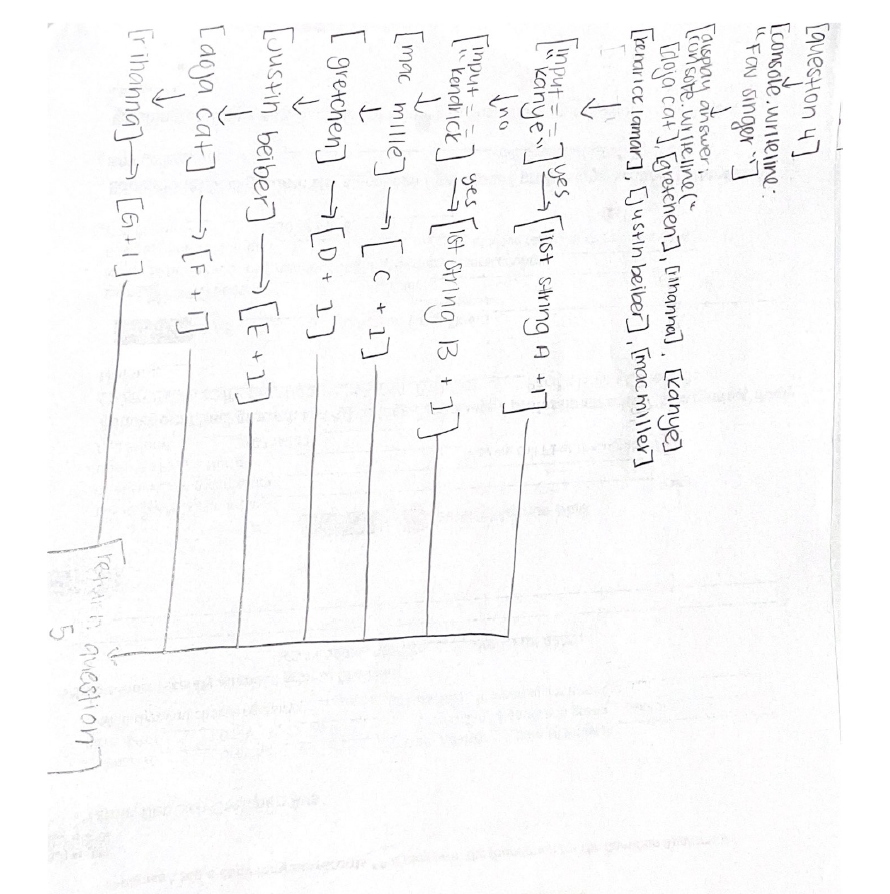 [question 4]
[console.writeline:
"Fav singer"]
[display answer:
console.writeline("
[doja cat], [gretchen], [rihanna], [kanye]
[kendrick lamar], [justin beiber], [mac miller]
[input==
"kanye"] yes → [list string A +1]
no
[input==
"kendrick] yes → [list string B + 1]
[mac mille] → [C + 1]
[gretchen] → [D + 1]
[justin beiber] → [E + 1]
[doja cat] → [F + 1]
[rihanna] → [G + 1]
[return question
5]